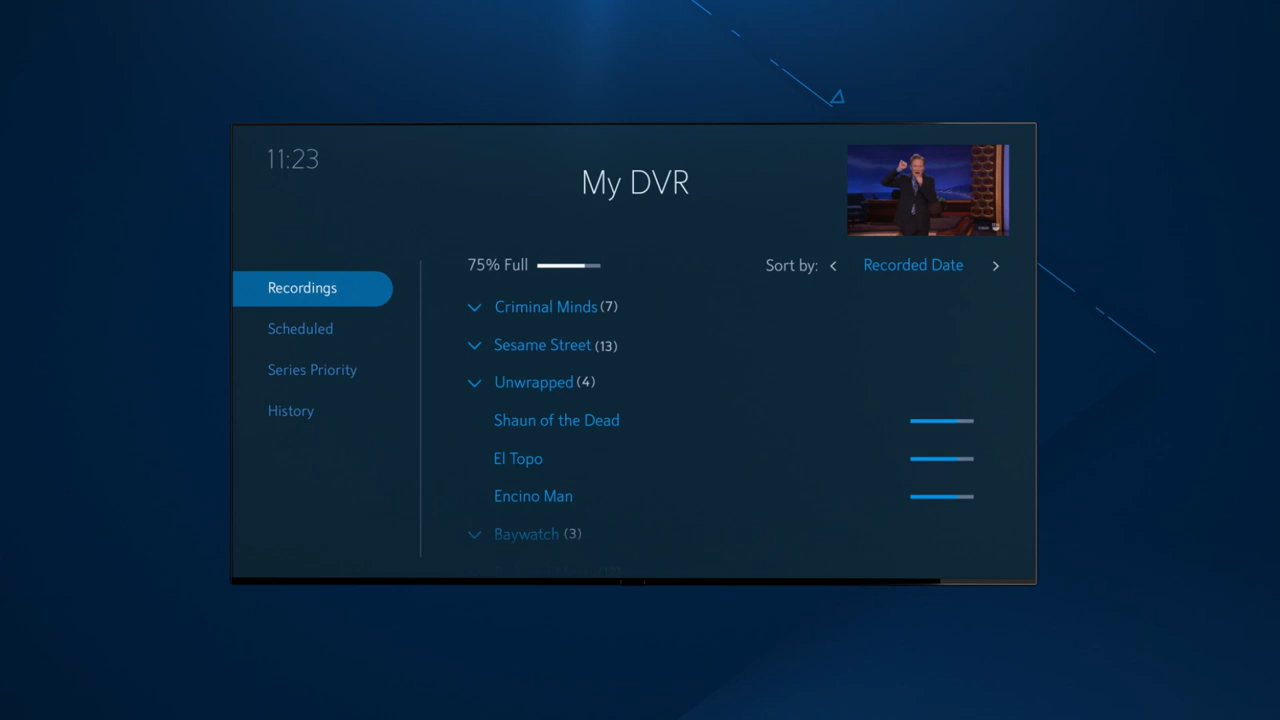 11:23
My DVR
75% Full
Sort by: Recorded Date
Recordings
Scheduled
Series Priority
History
Criminal Minds (7)
Sesame Street (13)
Unwrapped (4)
Shaun of the Dead
El Topo
Encino Man
Baywatch (3)